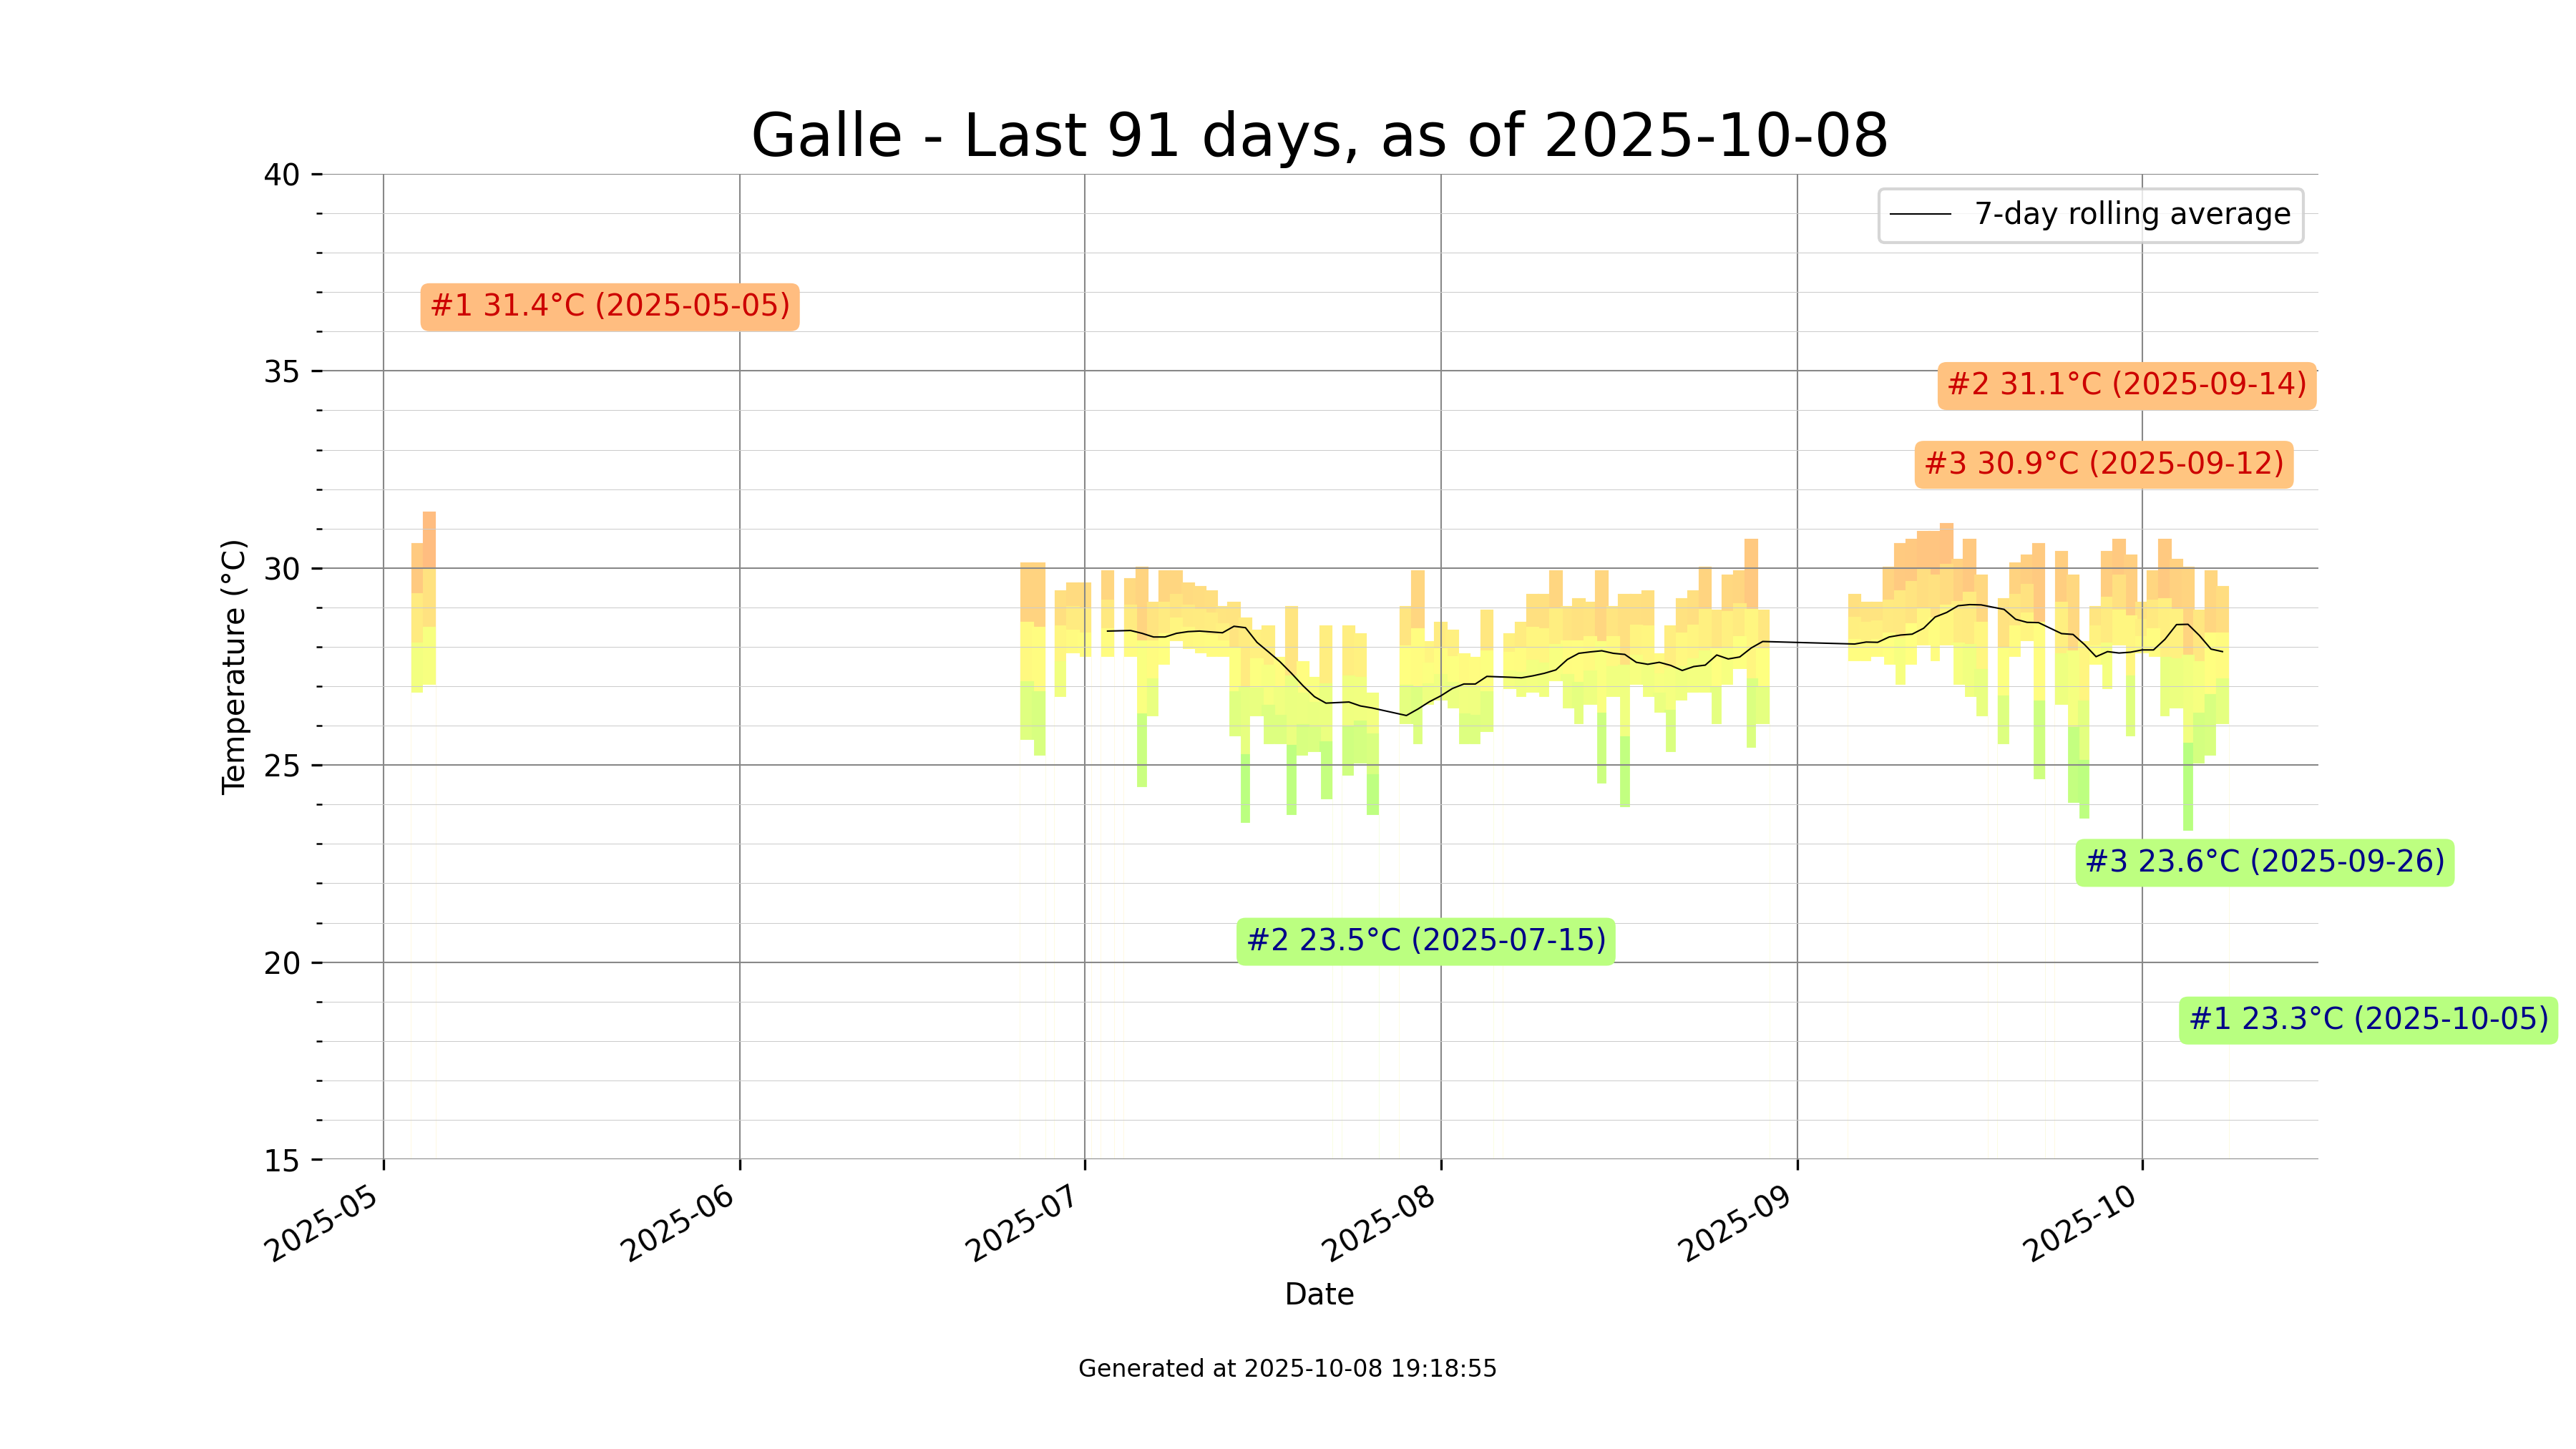 Galle - Last 91 days, as of 2025-10-08
40
7-day rolling average
#1 31.4°C (2025-05-05)
35
#2 31.1°C (2025-09-14)
#3 30.9°C (2025-09-12)
30
Temperature (°C)
25
#3 23.6°C (2025-09-26)
#2 23.5°C (2025-07-15)
20
#1 23.3°C (2025-10-05)
15
2025-05
2025-06
2025-07
2025-08
2025-09
2025-10
Date
Generated at 2025-10-08 19:18:55